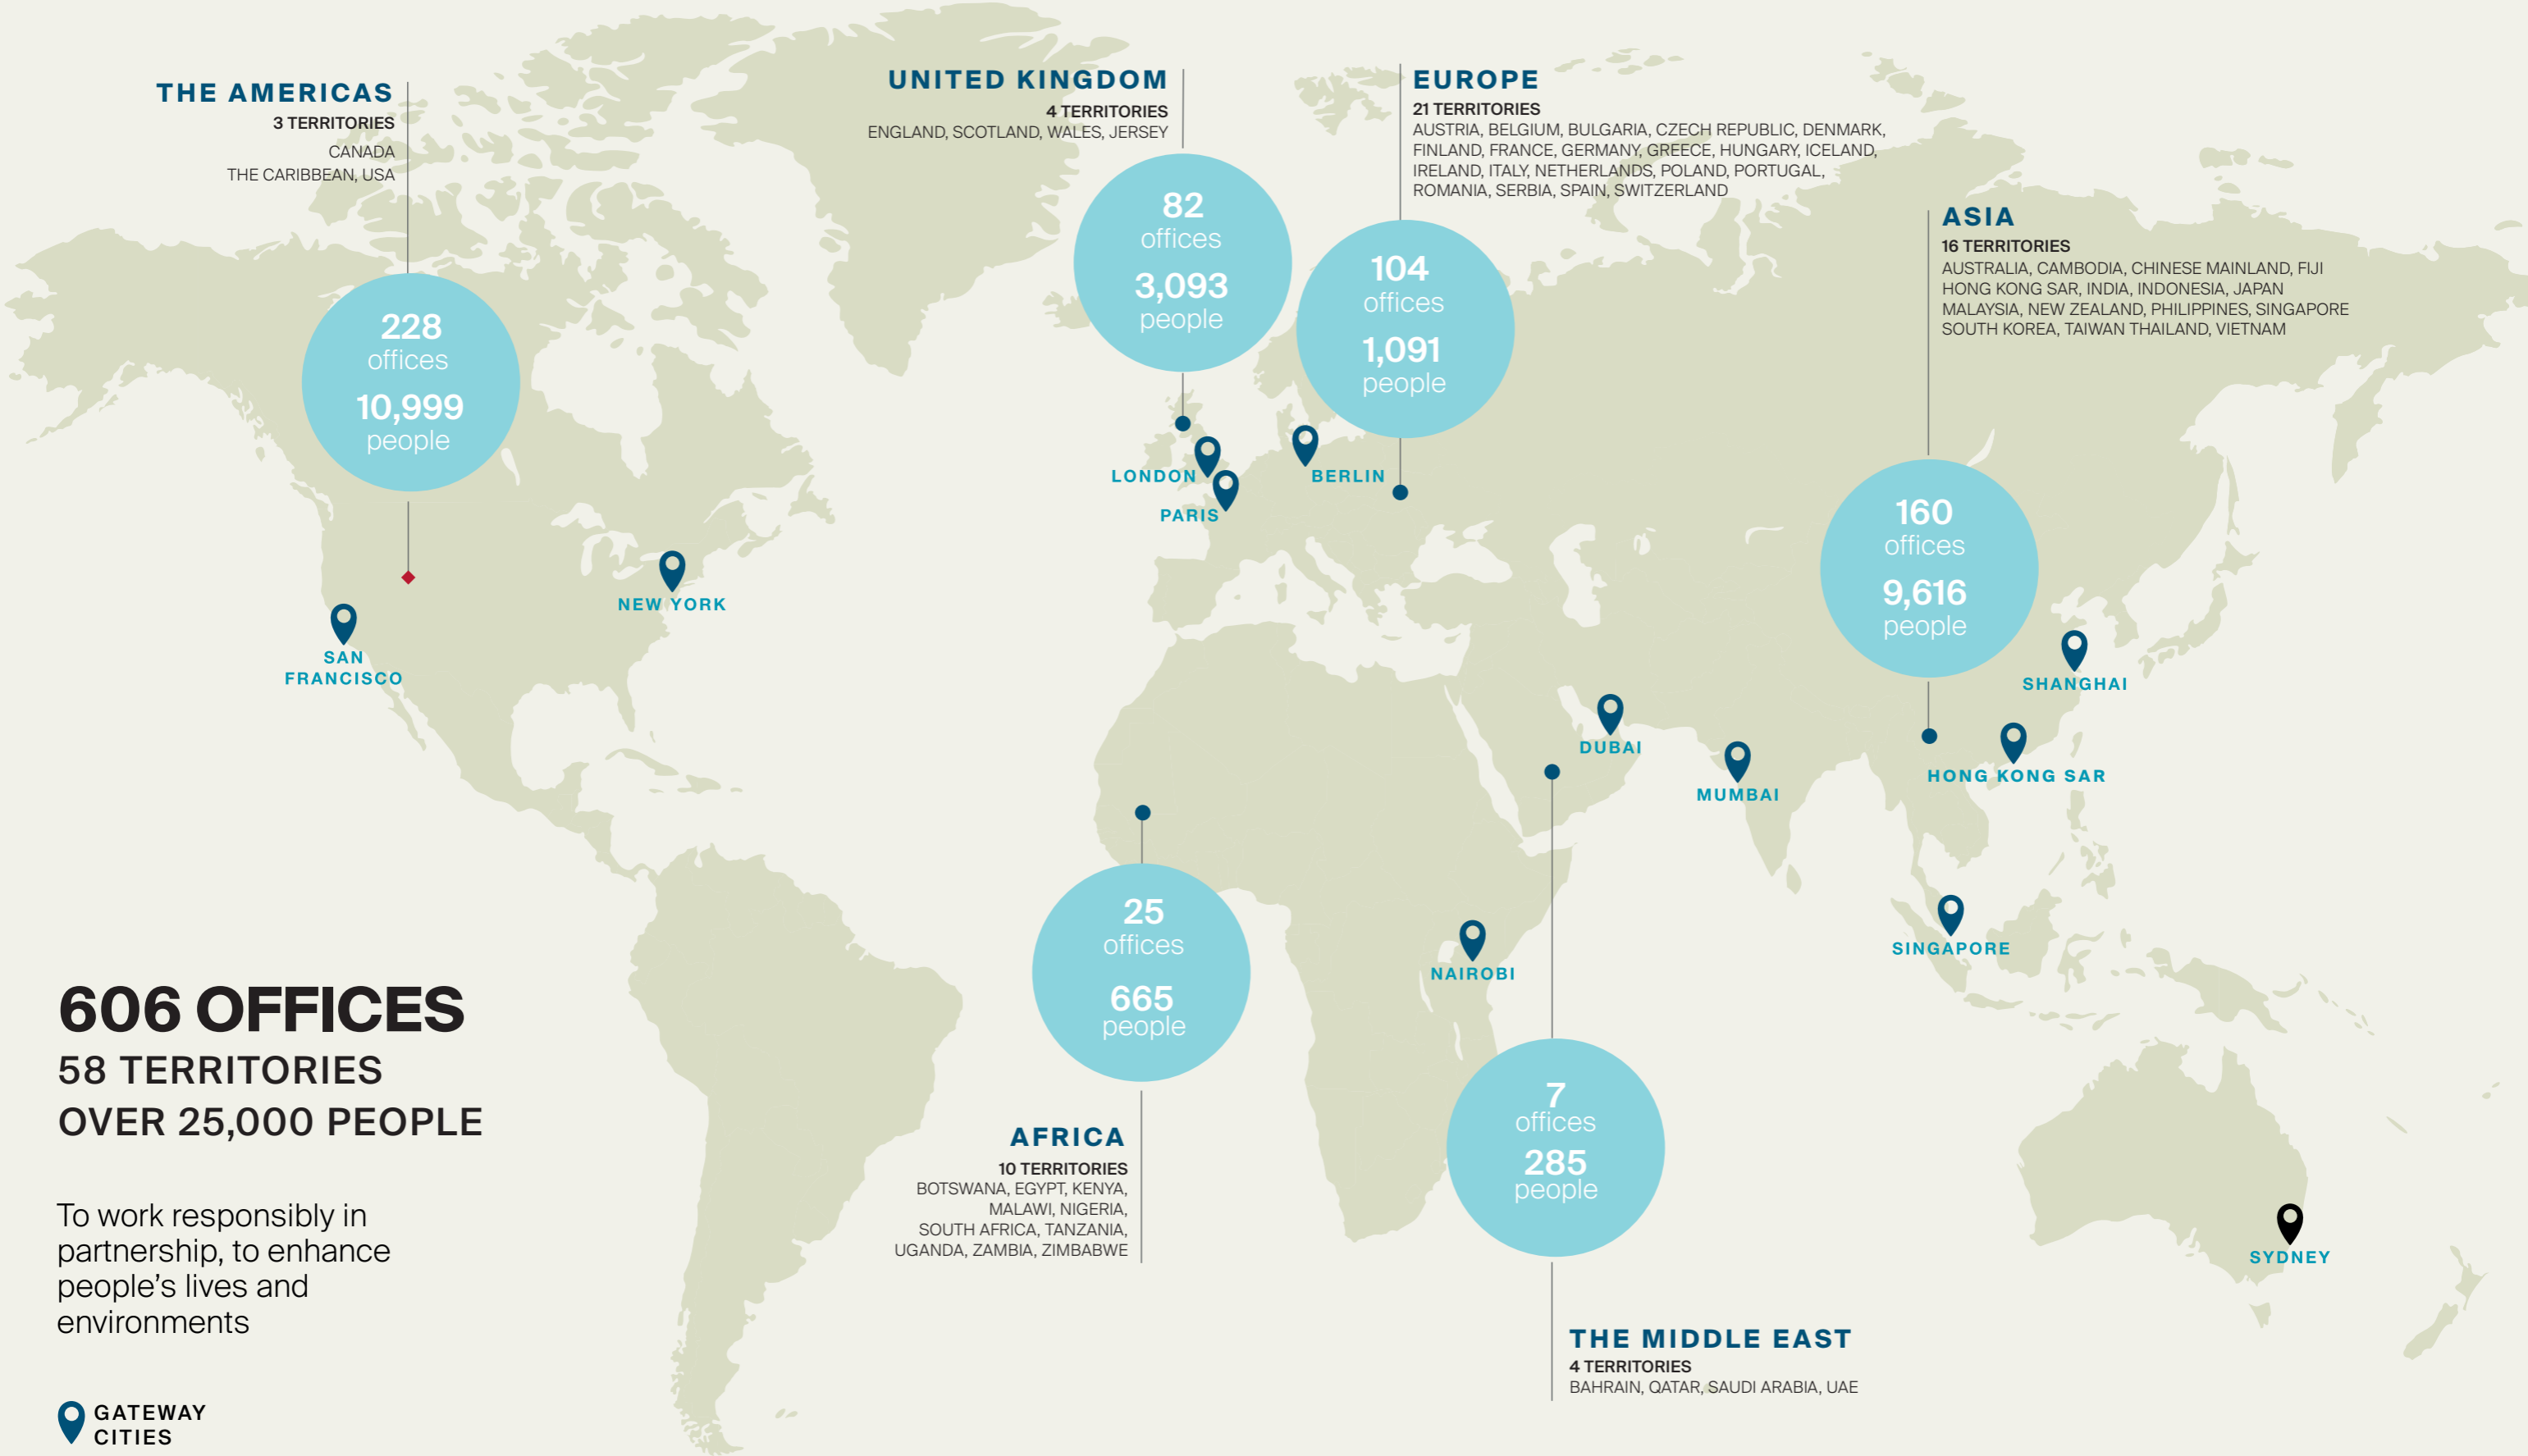 THE AMERICAS
3 TERRITORIES
CANADA
THE CARIBBEAN, USA
228
offices
10,999
people
UNITED KINGDOM
4 TERRITORIES
ENGLAND, SCOTLAND, WALES, JERSEY
82
offices
3,093
people
EUROPE
21 TERRITORIES
AUSTRIA, BELGIUM, BULGARIA, CZECH REPUBLIC, DENMARK,
FINLAND, FRANCE, GERMANY, GREECE, HUNGARY, ICELAND,
IRELAND, ITALY, NETHERLANDS, POLAND, PORTUGAL,
ROMANIA, SERBIA, SPAIN, SWITZERLAND
104
offices
1,091
people
ASIA
16 TERRITORIES
AUSTRALIA, CAMBODIA, CHINESE MAINLAND, FIJI
HONG KONG SAR, INDIA, INDONESIA, JAPAN
MALAYSIA, NEW ZEALAND, PHILIPPINES, SINGAPORE
SOUTH KOREA, TAIWAN THAILAND, VIETNAM
160
offices
9,616
people
LONDON
PARIS
BERLIN
NEW YORK
SAN
FRANCISCO
SHANGHAI
DUBAI
MUMBAI
HONG KONG SAR
SINGAPORE
NAIROBI
SYDNEY
25
offices
665
people
AFRICA
10 TERRITORIES
BOTSWANA, EGYPT, KENYA,
MALAWI, NIGERIA,
SOUTH AFRICA, TANZANIA,
UGANDA, ZAMBIA, ZIMBABWE
7
offices
285
people
THE MIDDLE EAST
4 TERRITORIES
BAHRAIN, QATAR, SAUDI ARABIA, UAE
606 OFFICES
58 TERRITORIES
OVER 25,000 PEOPLE
To work responsibly in
partnership, to enhance
people’s lives and
environments
GATEWAY
CITIES